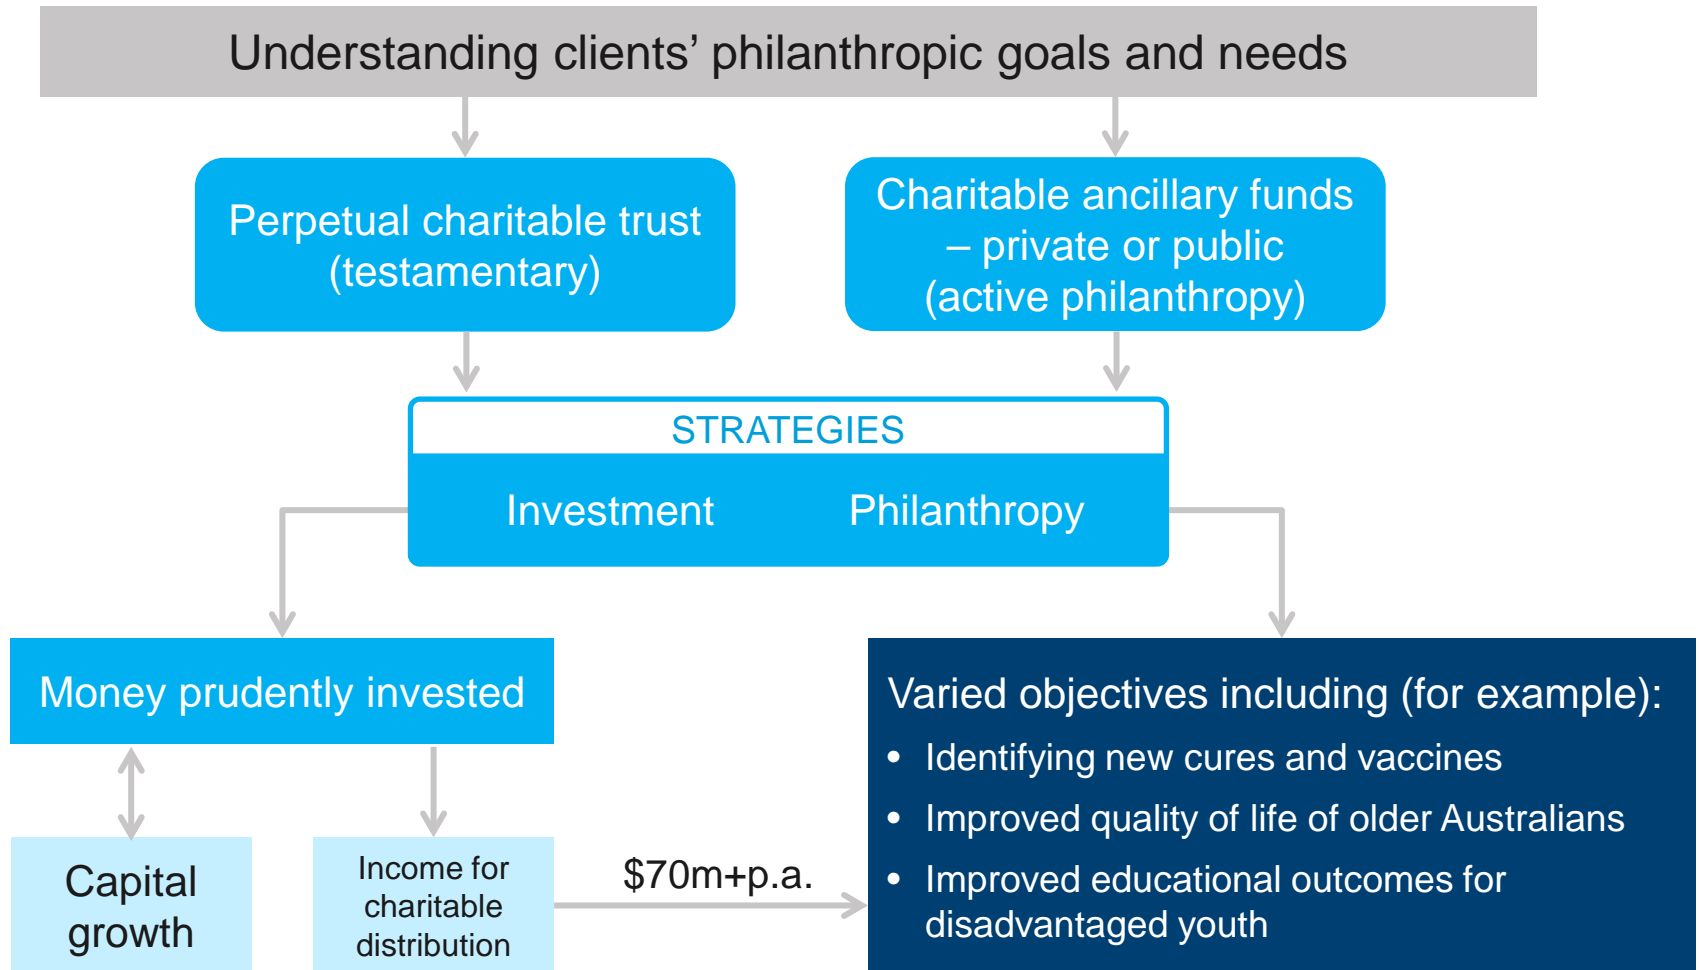 Understanding clients’ philanthropic goals and needs
Perpetual charitable trust
(testamentary)
Charitable ancillary funds
– private or public
(active philanthropy)
STRATEGIES
Investment
Philanthropy
Money prudently invested
Capital
growth
Income for
charitable
distribution
$70m+p.a.
Varied objectives including (for example):
• Identifying new cures and vaccines
• Improved quality of life of older Australians
• Improved educational outcomes for
disadvantaged youth